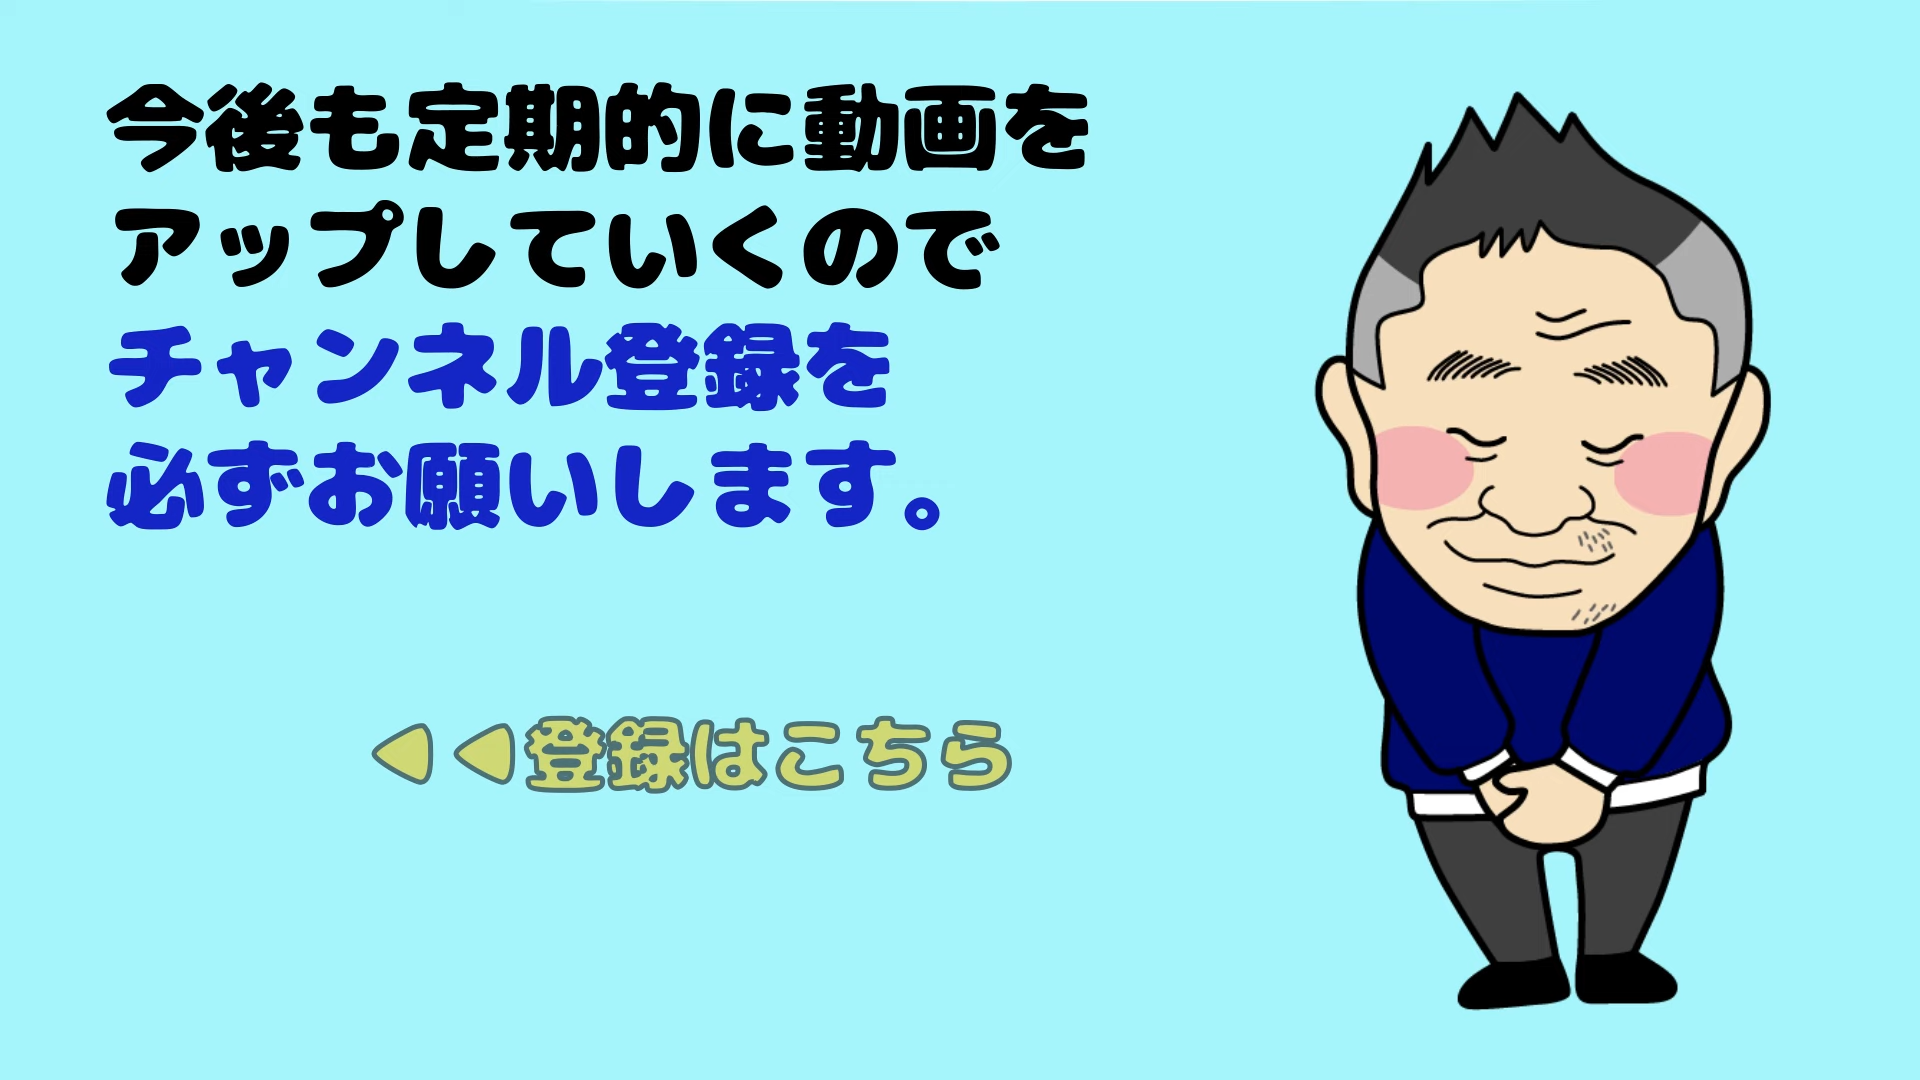 今後も定期的に動画を
アップしていくので
チャンネル登録を
必ずお願いします。
◀◀登録はこちら